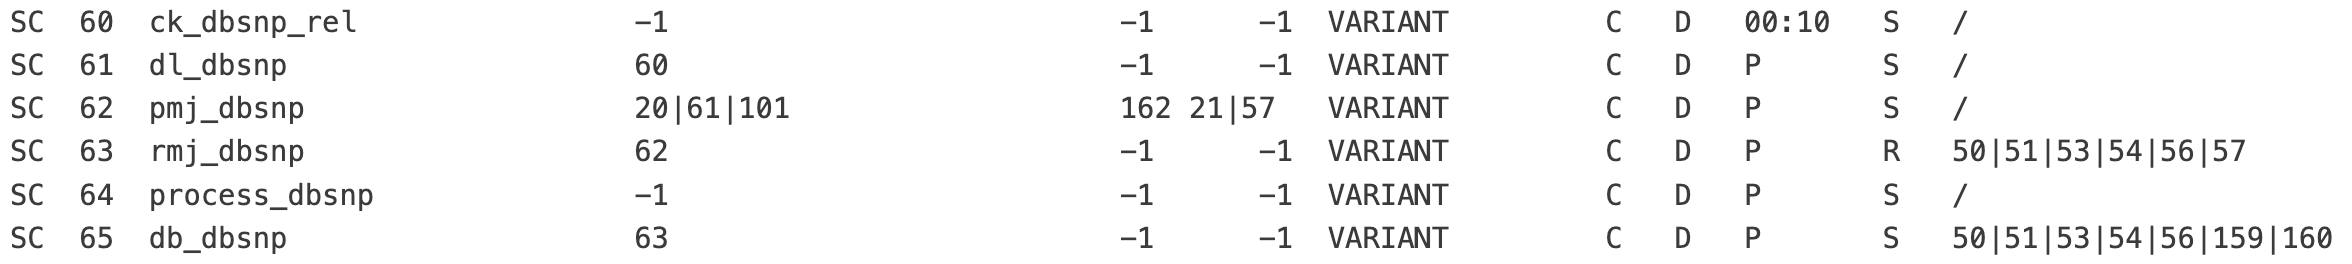 SC  60  ck_dbsnp_rel                -1                          -1      -1  VARIANT         C   D   00:10   S   /
SC  61  dl_dbsnp                    60                          -1      -1  VARIANT         C   D   P       S   /
SC  62  pmj_dbsnp                   20|61|101                   162 21|57   VARIANT         C   D   P       S   /
SC  63  rmj_dbsnp                   62                          -1      -1  VARIANT         C   D   P       R   50|51|53|54|56|57
SC  64  process_dbsnp               -1                          -1      -1  VARIANT         C   D   P       S   /
SC  65  db_dbsnp                    63                          -1      -1  VARIANT         C   D   P       S   50|51|53|54|56|159|160